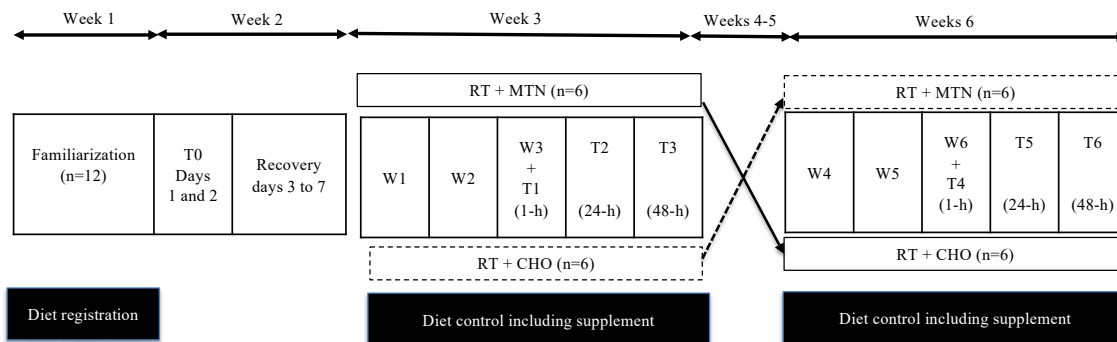 Week 1
Week 2
Week 3
Weeks 4-5
Weeks 6
RT + MTN (n=6)
RT + MTN (n=6)
Familiarization
(n=12)
T0
Days
1 and 2
Recovery
days 3 to 7
W1
W2
W3
+
T1
(1-h)
T2
(24-h)
T3
(48-h)
W4
W5
W6
+
T4
(1-h)
T5
(24-h)
T6
(48-h)
RT + CHO (n=6)
RT + CHO (n=6)
Diet registration
Diet control including supplement
Diet control including supplement